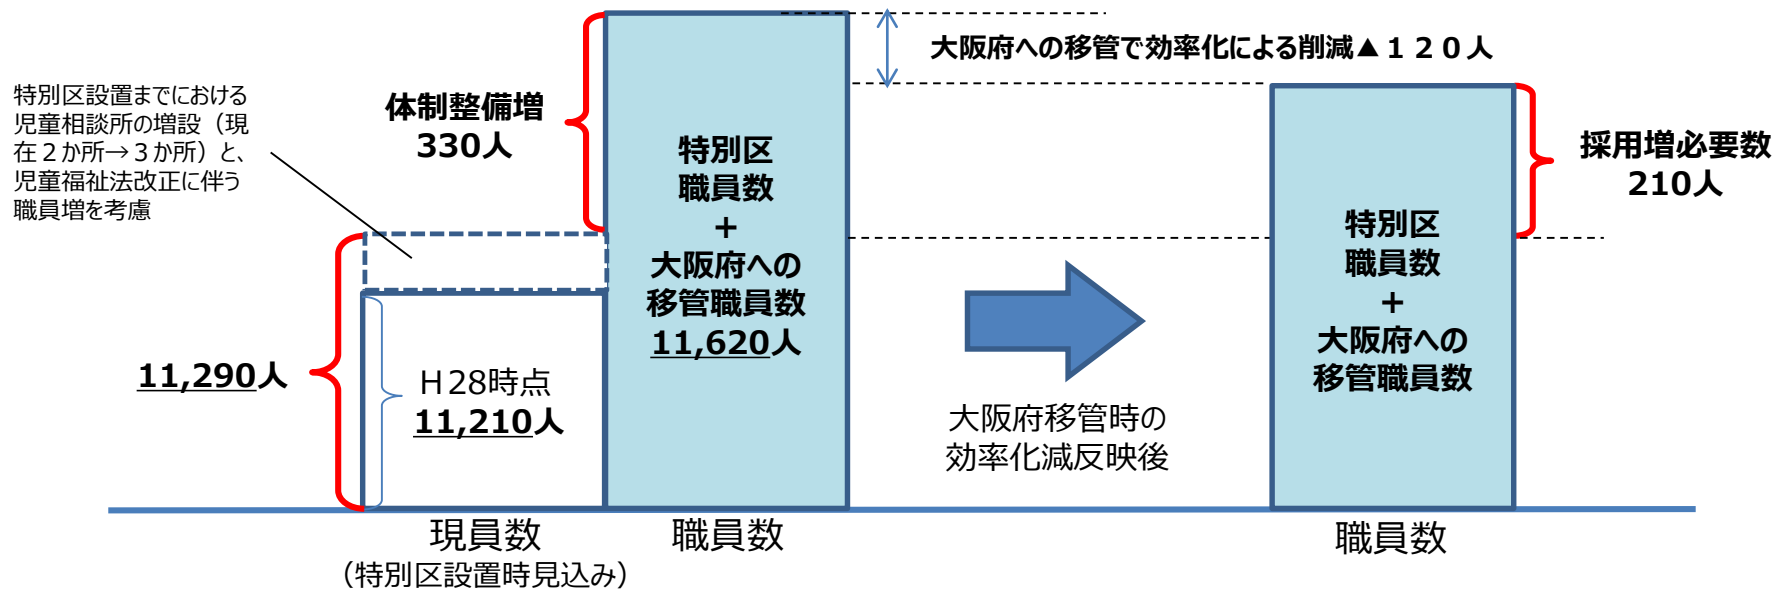 大阪府への移管で効率化による削減▲１２０人
特別区設置までにおける
児童相談所の増設（現
在２か所→３か所）と、
児童福祉法改正に伴う
職員増を考慮
体制整備増
330人
特別区
職員数
+
大阪府への
移管職員数
11,620人
採用増必要数
210人
特別区
職員数
+
大阪府への
移管職員数
11,290人
Ｈ28時点
11,210人
大阪府移管時の
効率化減反映後
現員数
（特別区設置時見込み）
職員数
職員数